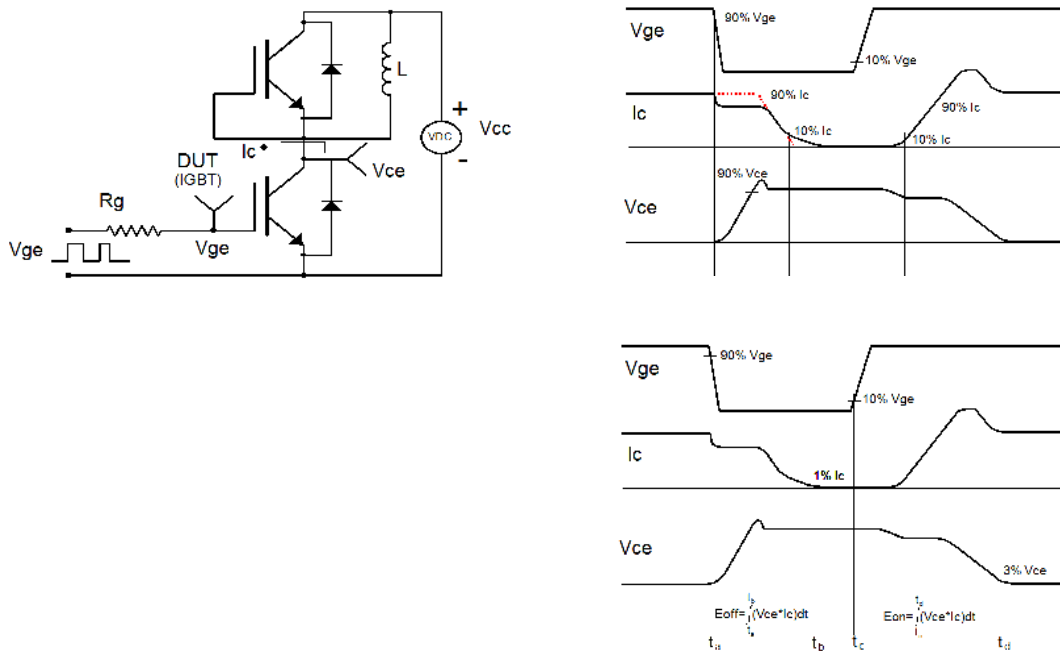 L
+
VDC
-
Vcc
Ic
Vce
DUT
(IGBT)
Rg
Vge
Vge
Vge
90% Vge
10% Vge
Ic
90% Ic
10% Ic
90% Ic
10% Ic
Vce
90% Vce
Vge
90% Vge
10% Vge
Ic
1% Ic
Vce
3% Vce
Eoff=∫(Vce*Ic)dt
Eon=∫(Vce*Ic)dt
ta
tb
tc
td